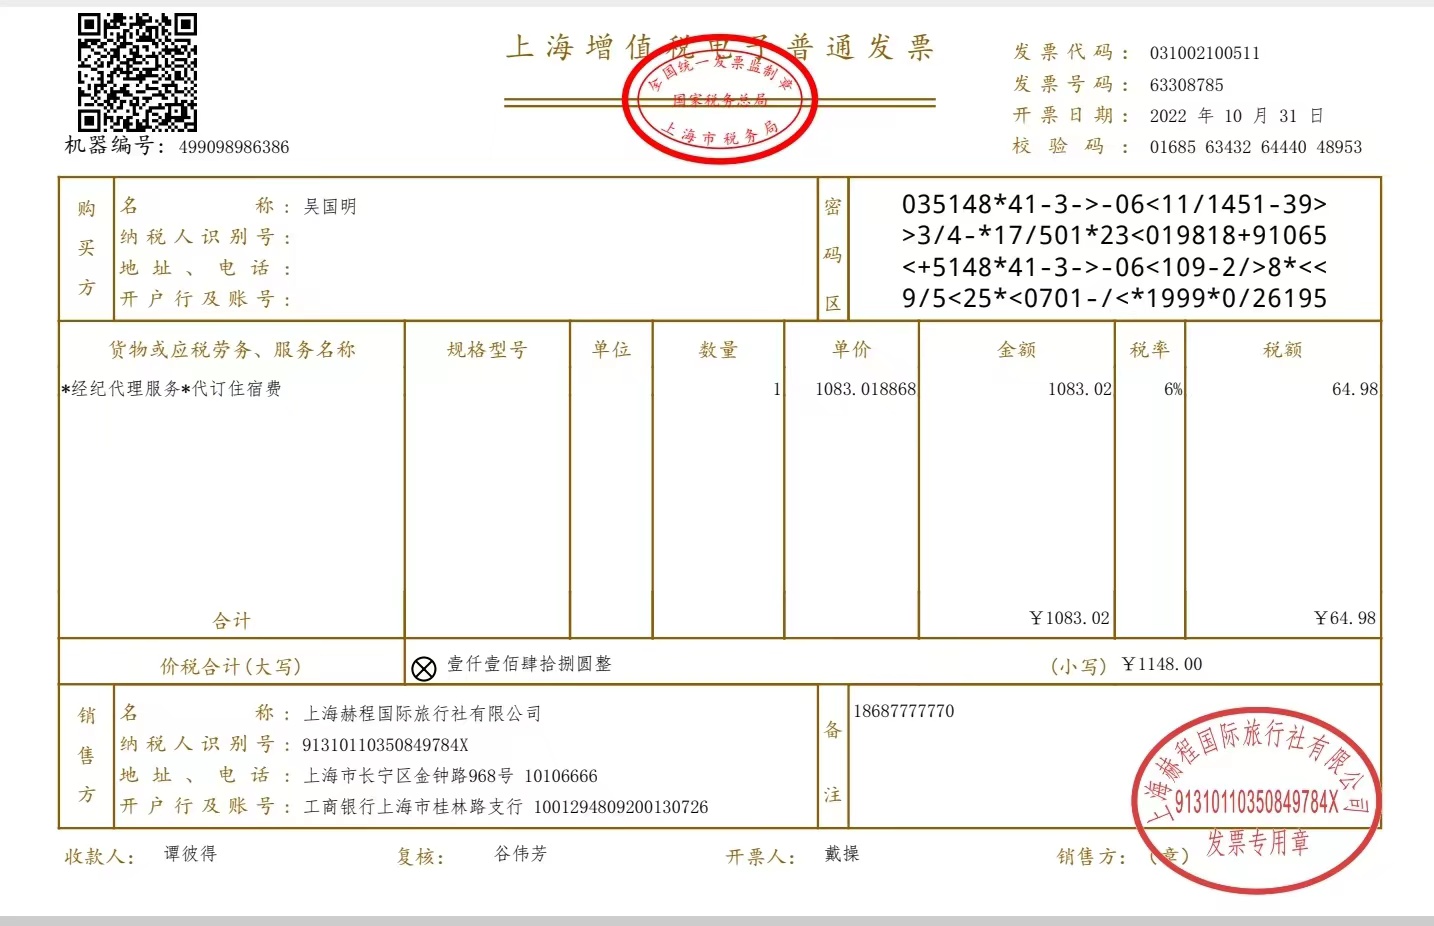 上海增值税电子普通发票
全国统一发票监制章
国家税务总局
上海市税务局
发票代码：031002100511
发票号码：63308785
开票日期：2022 年 10 月 31 日
校验码：01685 63432 64440 48953
机器编号：499098986386
购买方
名称：吴国明
纳税人识别号：
地址、电话：
开户行及账号：
密码区
035148*41-3->-06<11/1451-39>
>3/4-*17/501*23<019818+91065
<+5148*41-3->-06<109-2/>8*<<
9/5<25*<0701-/<*1999*0/26195
货物或应税劳务、服务名称 规格型号 单位 数量 单价 金额 税率 税额
*经纪代理服务*代订住宿费 1 1083.018868 1083.02 6% 64.98
合计 ￥1083.02 ￥64.98
价税合计(大写) 壹仟壹佰肆拾捌圆整 (小写) ￥1148.00
销售方
名称：上海赫程国际旅行社有限公司
纳税人识别号：91310110350849784X
地址、电话：上海市长宁区金钟路968号 10106666
开户行及账号：工商银行上海市桂林路支行 1001294809200130726
备注
18687777770
上海赫程国际旅行社有限公司
91310110350849784X
发票专用章
收款人：谭彼得 复核：谷伟芳 开票人：戴操 销售方：（章）